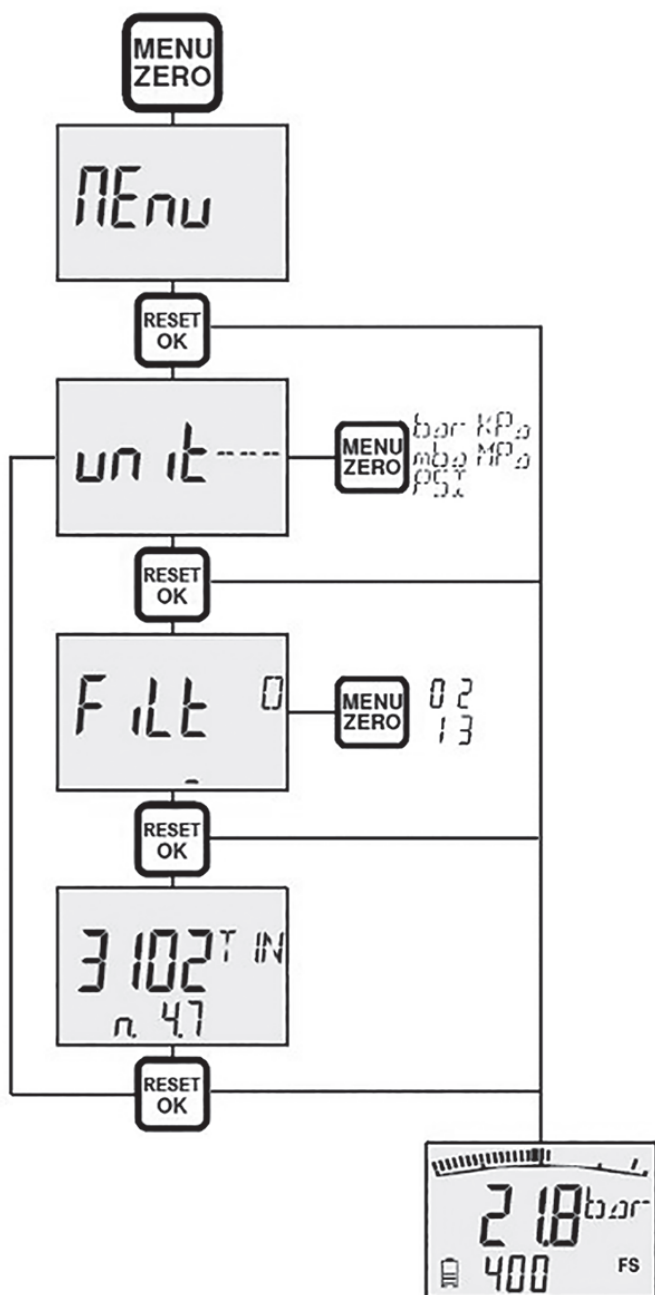 MENU
ZERO
MEnu
RESET
OK
unit---
MENU
ZERO
bar KPa
mba MPa
PSI
RESET
OK
FiLt 0
MENU
ZERO
0 2
1 3
RESET
OK
3102 T IN
n. 4.7
RESET
OK
21.8 bar
400 FS